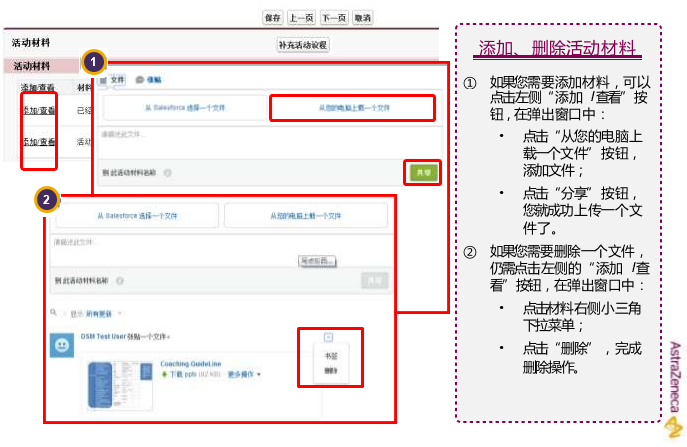 保存 上一页 下一页 取消
活动材料
补充活动议程
活动材料
1
添加/查看 材料
添加/查看 已经
添加/查看 活动
文件 张贴
从 Salesforce 选择一个文件
从您的电脑上载一个文件
请描述此文件...
到 此活动材料名称
共享
2
从 Salesforce 选择一个文件
从您的电脑上载一个文件
请描述此文件...
到 此活动材料名称
共享
显示 所有更新
DSM Test User 张贴一个文件。
Coaching GuideLine
下载 pptx (92 KB) 更多操作
书签
删除
添加、删除活动材料
① 如果您需要添加材料，可以
点击左侧“添加 /查看”按
钮，在弹出窗口中：
• 点击“从您的电脑上
载一个文件”按钮，
添加文件；
• 点击“分享”按钮，
您就成功上传一个文
件了。
② 如果您需要删除一个文件，
仍需点击左侧的“添加 /查
看”按钮，在弹出窗口中：
• 点击材料右侧小三角
下拉菜单；
• 点击“删除”，完成
删除操作。
AstraZeneca